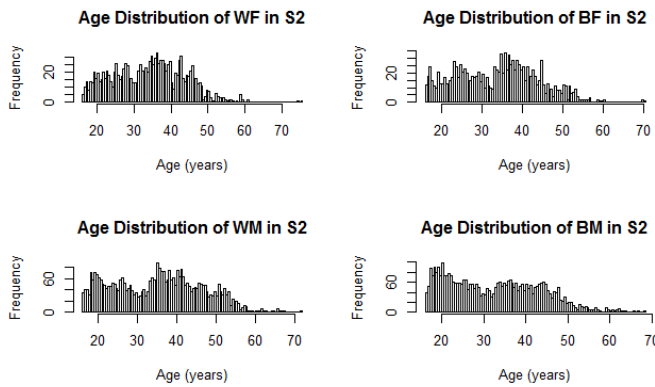 Age Distribution of WF in S2
Frequency
0
20
20 30 40 50 60 70
Age (years)
Age Distribution of BF in S2
Frequency
0
20
20 30 40 50 60 70
Age (years)
Age Distribution of WM in S2
Frequency
0
60
20 30 40 50 60 70
Age (years)
Age Distribution of BM in S2
Frequency
0
60
20 30 40 50 60 70
Age (years)